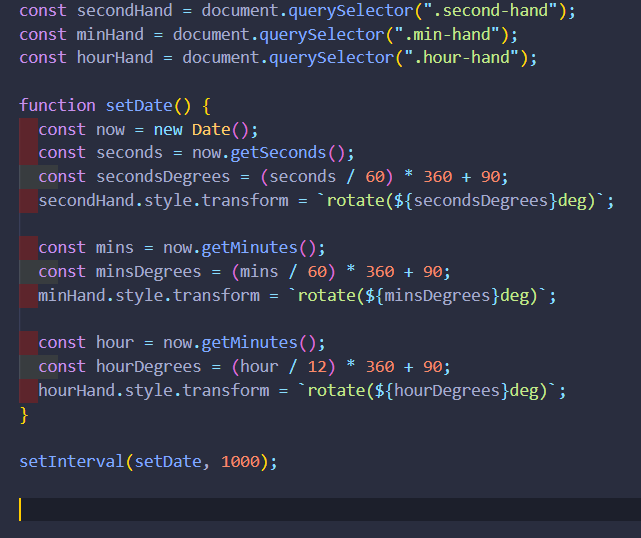 const secondHand = document.querySelector(".second-hand");
const minHand = document.querySelector(".min-hand");
const hourHand = document.querySelector(".hour-hand");
function setDate() {
const now = new Date();
const seconds = now.getSeconds();
const secondsDegrees = (seconds / 60) * 360 + 90;
secondHand.style.transform = `rotate(${secondsDegrees}deg)`;
const mins = now.getMinutes();
const minsDegrees = (mins / 60) * 360 + 90;
minHand.style.transform = `rotate(${minsDegrees}deg)`;
const hour = now.getMinutes();
const hourDegrees = (hour / 12) * 360 + 90;
hourHand.style.transform = `rotate(${hourDegrees}deg)`;
}
setInterval(setDate, 1000);